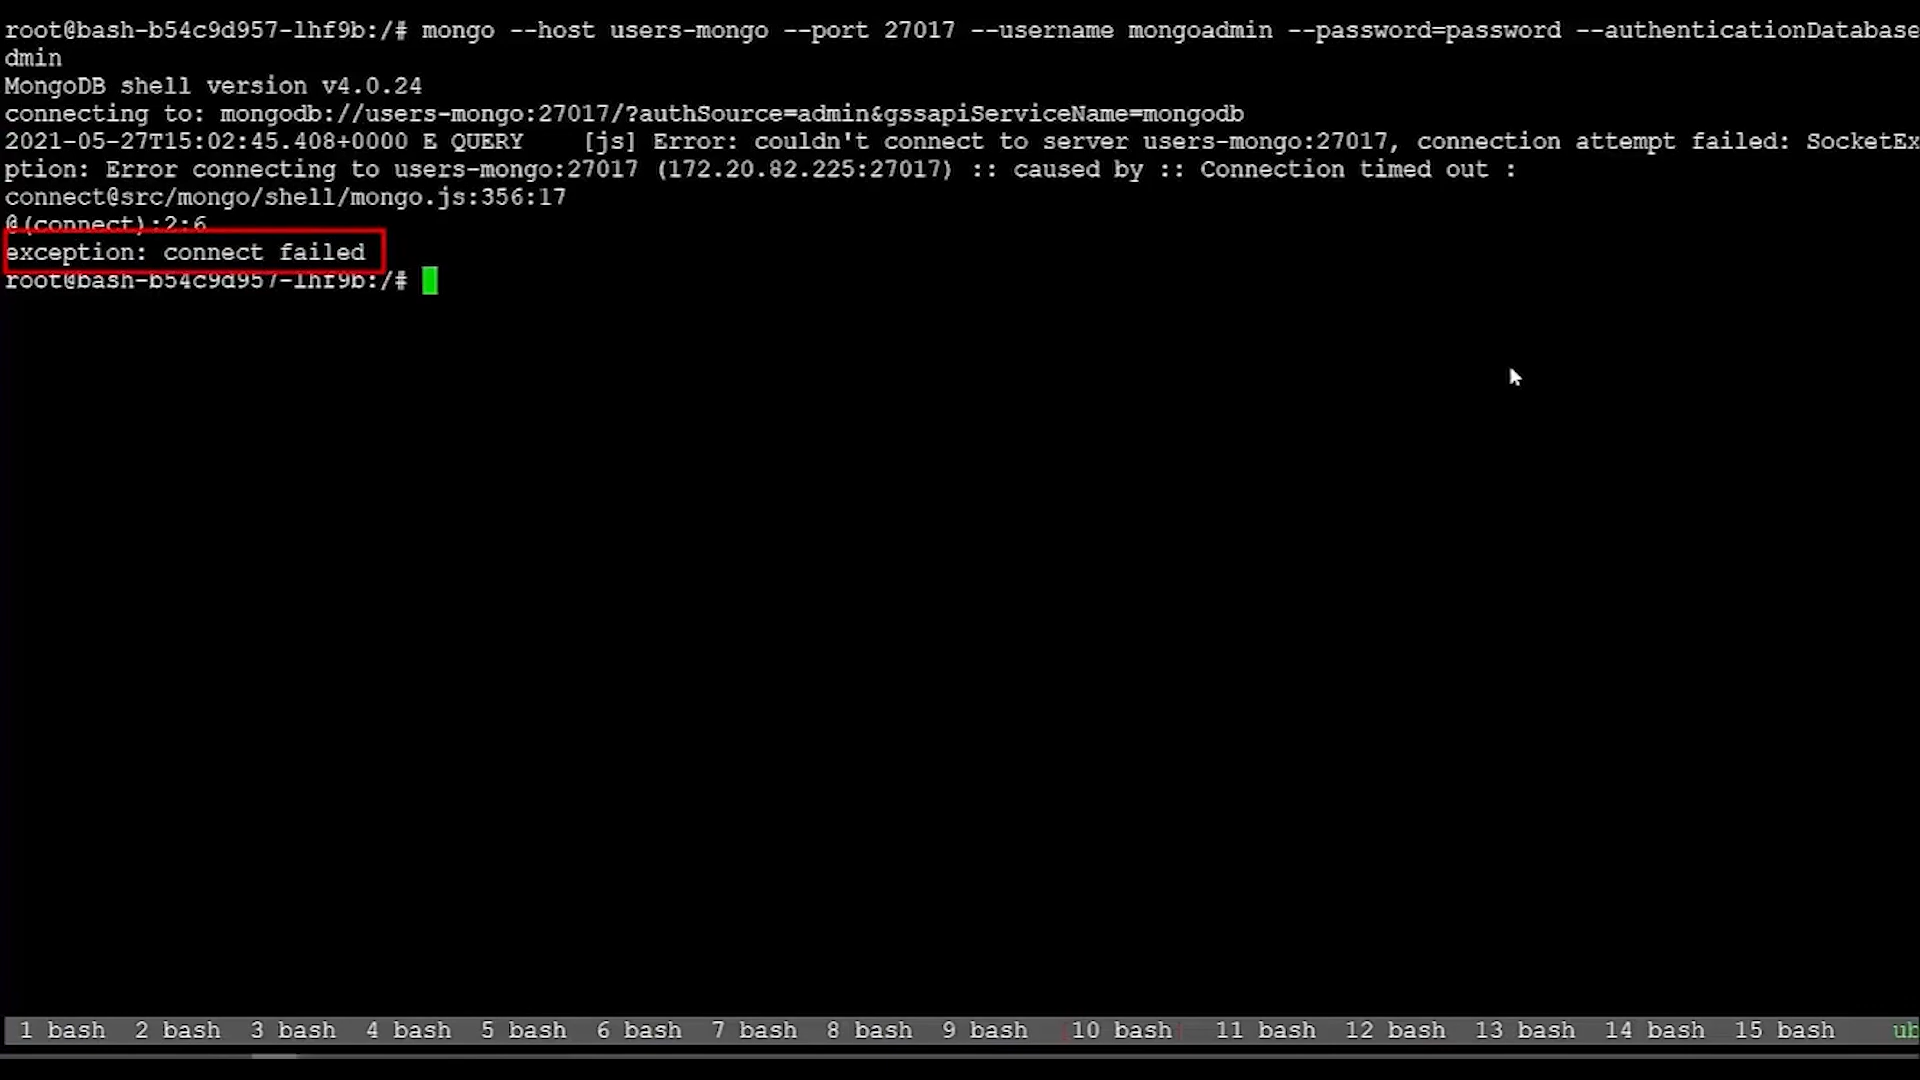 root@bash-b54c9d957-lhf9b:/# mongo --host users-mongo --port 27017 --username mongoadmin --password=password --authenticationDatabase
dmin
MongoDB shell version v4.0.24
connecting to: mongodb://users-mongo:27017/?authSource=admin&gssapiServiceName=mongodb
2021-05-27T15:02:45.408+0000 E QUERY    [js] Error: couldn't connect to server users-mongo:27017, connection attempt failed: SocketEx
ption: Error connecting to users-mongo:27017 (172.20.82.225:27017) :: caused by :: Connection timed out :
connect@src/mongo/shell/mongo.js:356:17
@(connect):2:6
exception: connect failed
root@bash-b54c9d957-lhf9b:/#
1 bash  2 bash  3 bash  4 bash  5 bash  6 bash  7 bash  8 bash  9 bash  10 bash  11 bash  12 bash  13 bash  14 bash  15 bash  ub